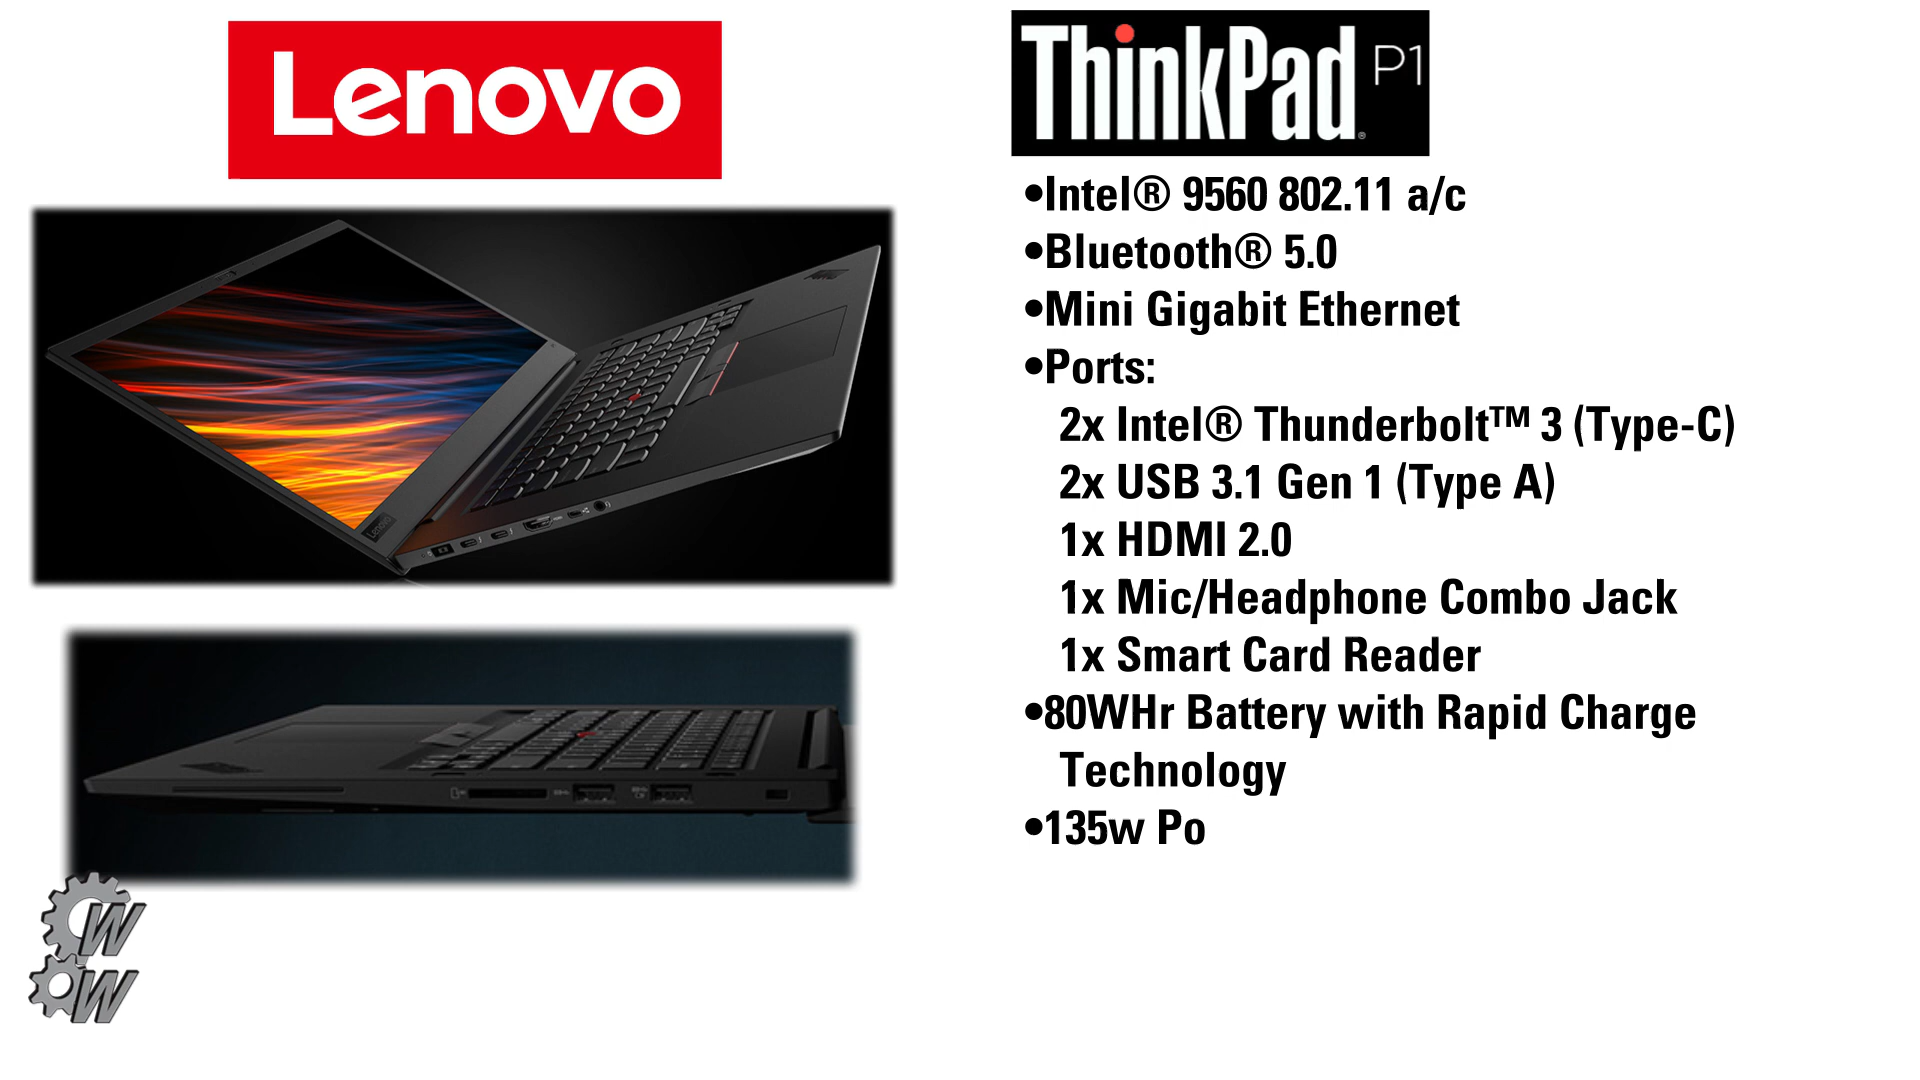 Lenovo
ThinkPad® P1
•Intel® 9560 802.11 a/c
•Bluetooth® 5.0
•Mini Gigabit Ethernet
•Ports:
2x Intel® Thunderbolt™ 3 (Type-C)
2x USB 3.1 Gen 1 (Type A)
1x HDMI 2.0
1x Mic/Headphone Combo Jack
1x Smart Card Reader
•80WHr Battery with Rapid Charge
Technology
•135w Po
Lenovo
W
W